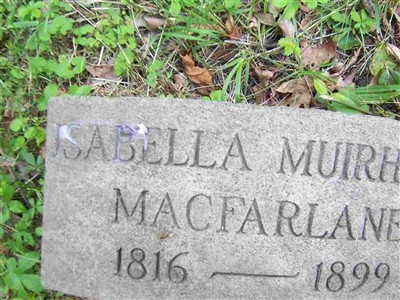 ISABELLA MUIRH
MACFARLANE
1816 — 1899